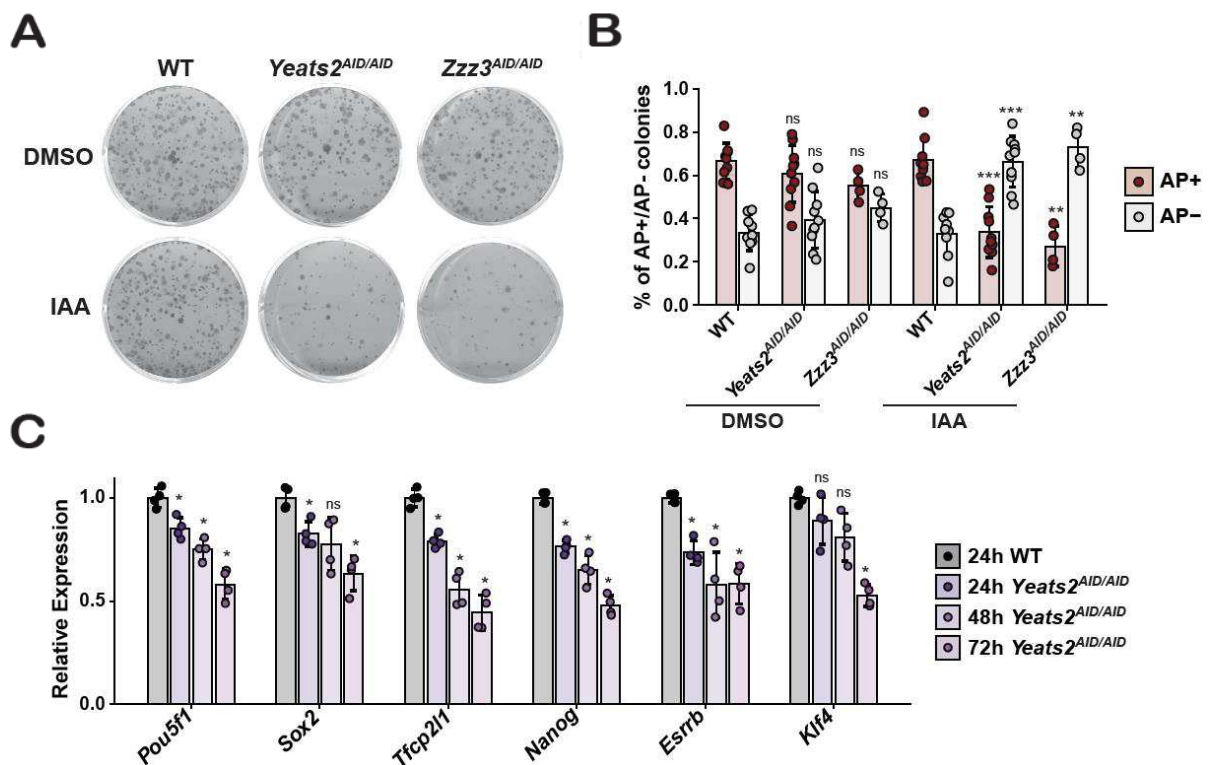 A
WT
Yeats2AID/AID
Zzz3AID/AID
DMSO
IAA
B
% of AP+/AP- colonies
1.0
0.8
0.6
0.4
0.2
0.0
ns
ns
ns
ns
***
***
**
**
WT
Yeats2AID/AID
Zzz3AID/AID
WT
Yeats2AID/AID
Zzz3AID/AID
DMSO
IAA
AP+
AP−
C
Relative Expression
1.0
0.5
0.0
* * *
* ns *
* * *
* * *
* * *
ns ns *
Pou5f1
Sox2
Tfcp2l1
Nanog
Esrrb
Klf4
24h WT
24h Yeats2AID/AID
48h Yeats2AID/AID
72h Yeats2AID/AID